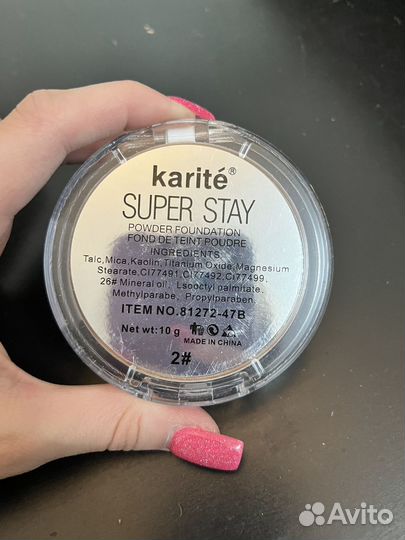 karité®
SUPER STAY
POWDER FOUNDATION
FOND DE TEINT POUDRE
INGREDIENTS:
Talc,Mica,Kaolin,Titanium Oxide,Magnesium
Stearate,CI77491,CI77492,CI77499,
26# Mineral oil, Lsooctyl palmitate,
Methylparabe, Propylparaben.
ITEM NO.81272-47B
Net wt: 10 g
MADE IN CHINA
2#
Avito